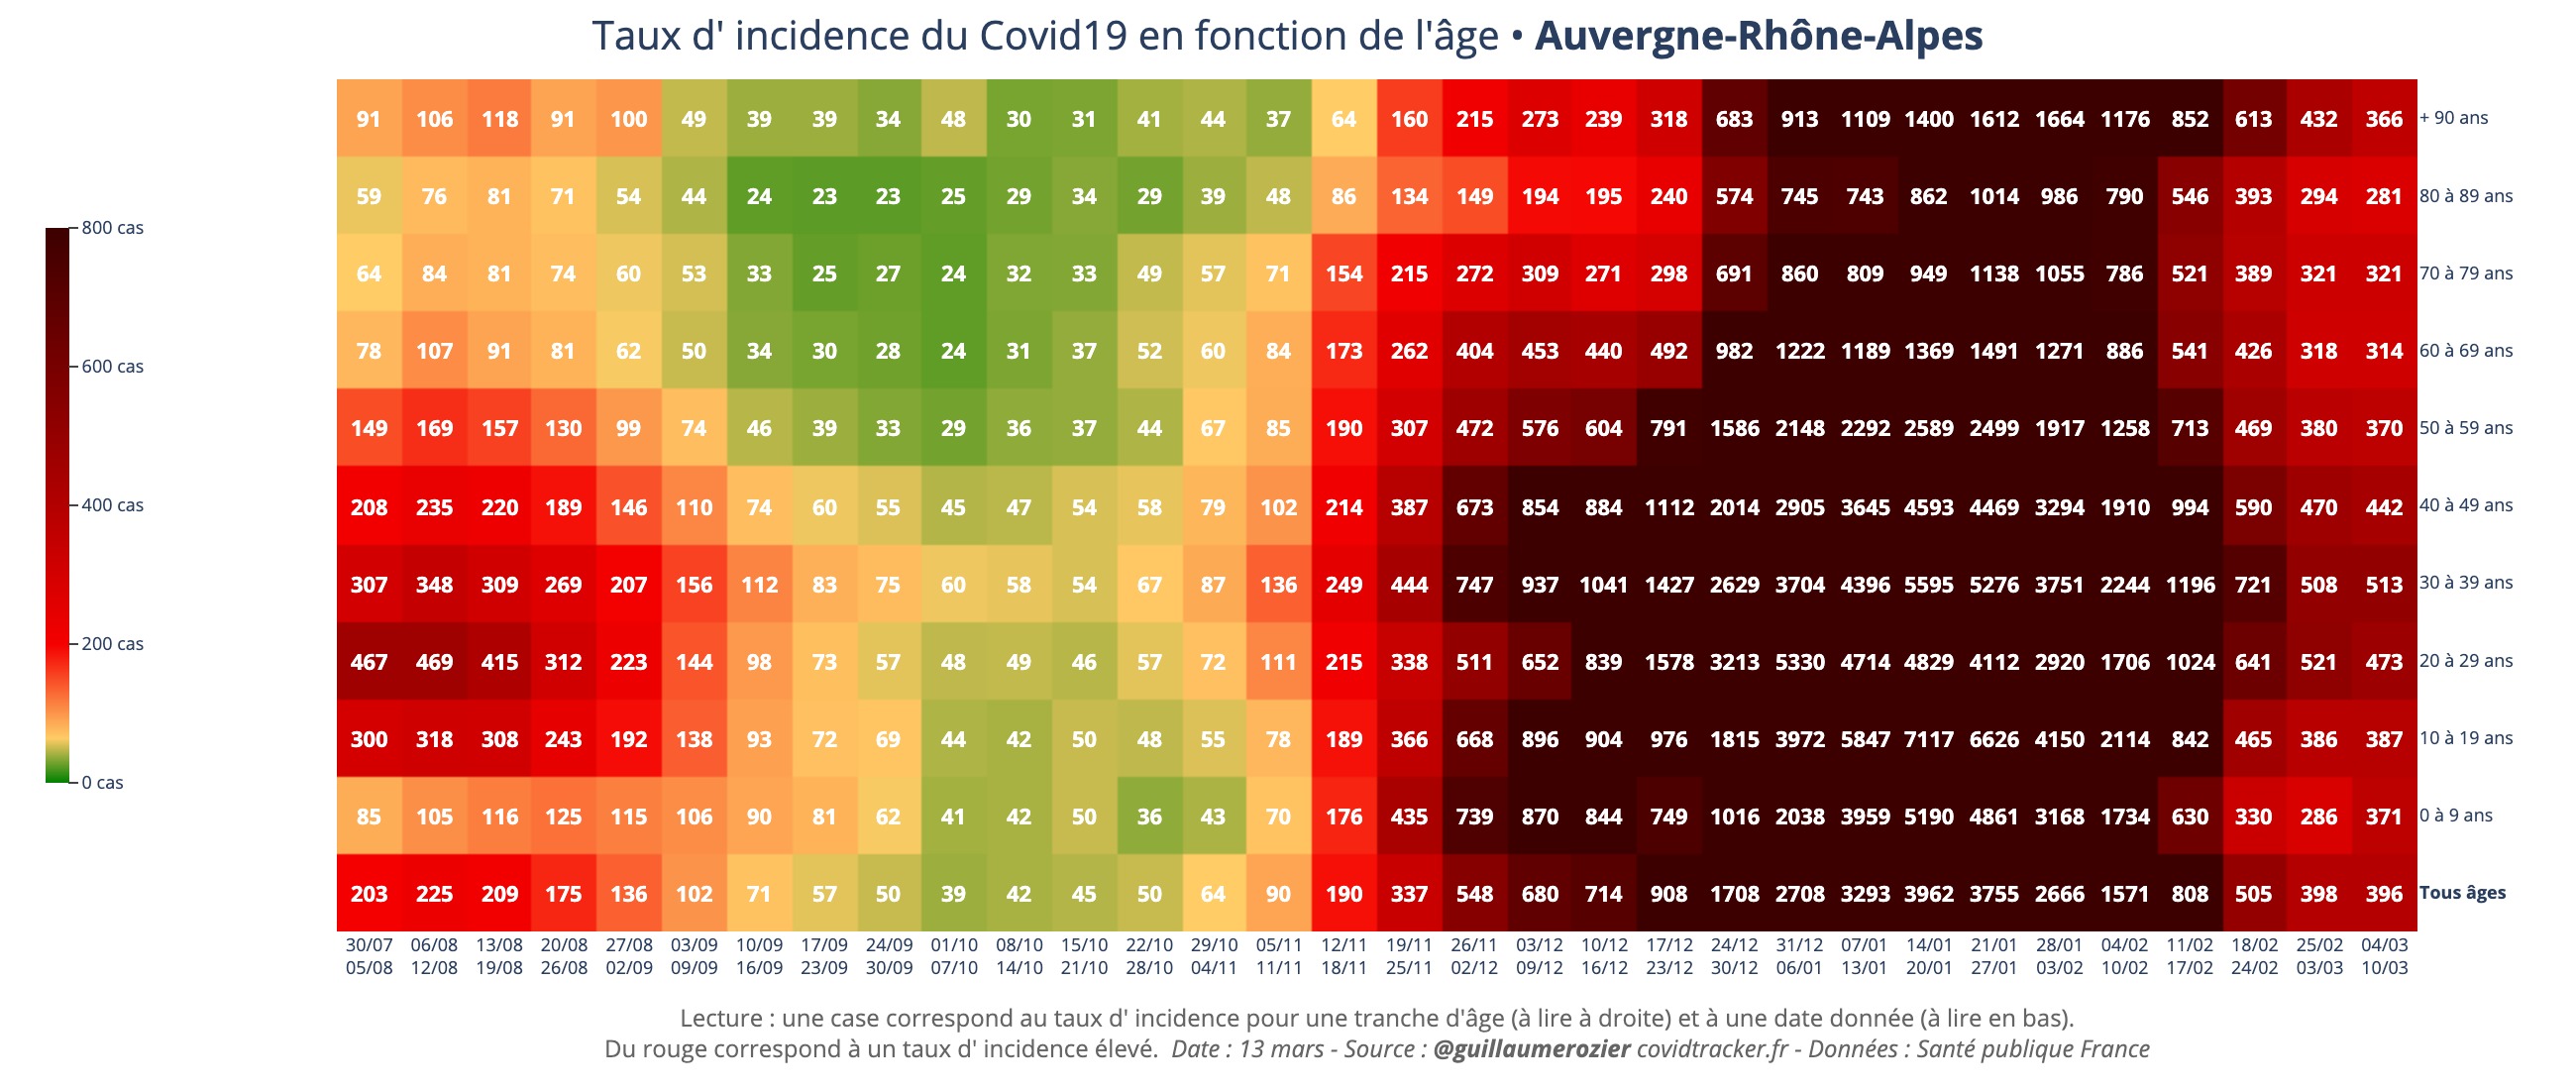 Taux d' incidence du Covid19 en fonction de l'âge • Auvergne-Rhône-Alpes
800 cas
600 cas
400 cas
200 cas
0 cas
91 106 118 91 100 49 39 39 34 48 30 31 41 44 37 64 160 215 273 239 318 683 913 1109 1400 1612 1664 1176 852 613 432 366 + 90 ans
59 76 81 71 54 44 24 23 23 25 29 34 29 39 48 86 134 149 194 195 240 574 745 743 862 1014 986 790 546 393 294 281 80 à 89 ans
64 84 81 74 60 53 33 25 27 24 32 33 49 57 71 154 215 272 309 271 298 691 860 809 949 1138 1055 786 521 389 321 321 70 à 79 ans
78 107 91 81 62 50 34 30 28 24 31 37 52 60 84 173 262 404 453 440 492 982 1222 1189 1369 1491 1271 886 541 426 318 314 60 à 69 ans
149 169 157 130 99 74 46 39 33 29 36 37 44 67 85 190 307 472 576 604 791 1586 2148 2292 2589 2499 1917 1258 713 469 380 370 50 à 59 ans
208 235 220 189 146 110 74 60 55 45 47 54 58 79 102 214 387 673 854 884 1112 2014 2905 3645 4593 4469 3294 1910 994 590 470 442 40 à 49 ans
307 348 309 269 207 156 112 83 75 60 58 54 67 87 136 249 444 747 937 1041 1427 2629 3704 4396 5595 5276 3751 2244 1196 721 508 513 30 à 39 ans
467 469 415 312 223 144 98 73 57 48 49 46 57 72 111 215 338 511 652 839 1578 3213 5330 4714 4829 4112 2920 1706 1024 641 521 473 20 à 29 ans
300 318 308 243 192 138 93 72 69 44 42 50 48 55 78 189 366 668 896 904 976 1815 3972 5847 7117 6626 4150 2114 842 465 386 387 10 à 19 ans
85 105 116 125 115 106 90 81 62 41 42 50 36 43 70 176 435 739 870 844 749 1016 2038 3959 5190 4861 3168 1734 630 330 286 371 0 à 9 ans
203 225 209 175 136 102 71 57 50 39 42 45 50 64 90 190 337 548 680 714 908 1708 2708 3293 3962 3755 2666 1571 808 505 398 396 Tous âges
30/07 06/08 13/08 20/08 27/08 03/09 10/09 17/09 24/09 01/10 08/10 15/10 22/10 29/10 05/11 12/11 19/11 26/11 03/12 10/12 17/12 24/12 31/12 07/01 14/01 21/01 28/01 04/02 11/02 18/02 25/02 04/03
05/08 12/08 19/08 26/08 02/09 09/09 16/09 23/09 30/09 07/10 14/10 21/10 28/10 04/11 11/11 18/11 25/11 02/12 09/12 16/12 23/12 30/12 06/01 13/01 20/01 27/01 03/02 10/02 17/02 24/02 03/03 10/03
Lecture : une case correspond au taux d' incidence pour une tranche d'âge (à lire à droite) et à une date donnée (à lire en bas).
Du rouge correspond à un taux d' incidence élevé. Date : 13 mars - Source : @guillaumerozier covidtracker.fr - Données : Santé publique France